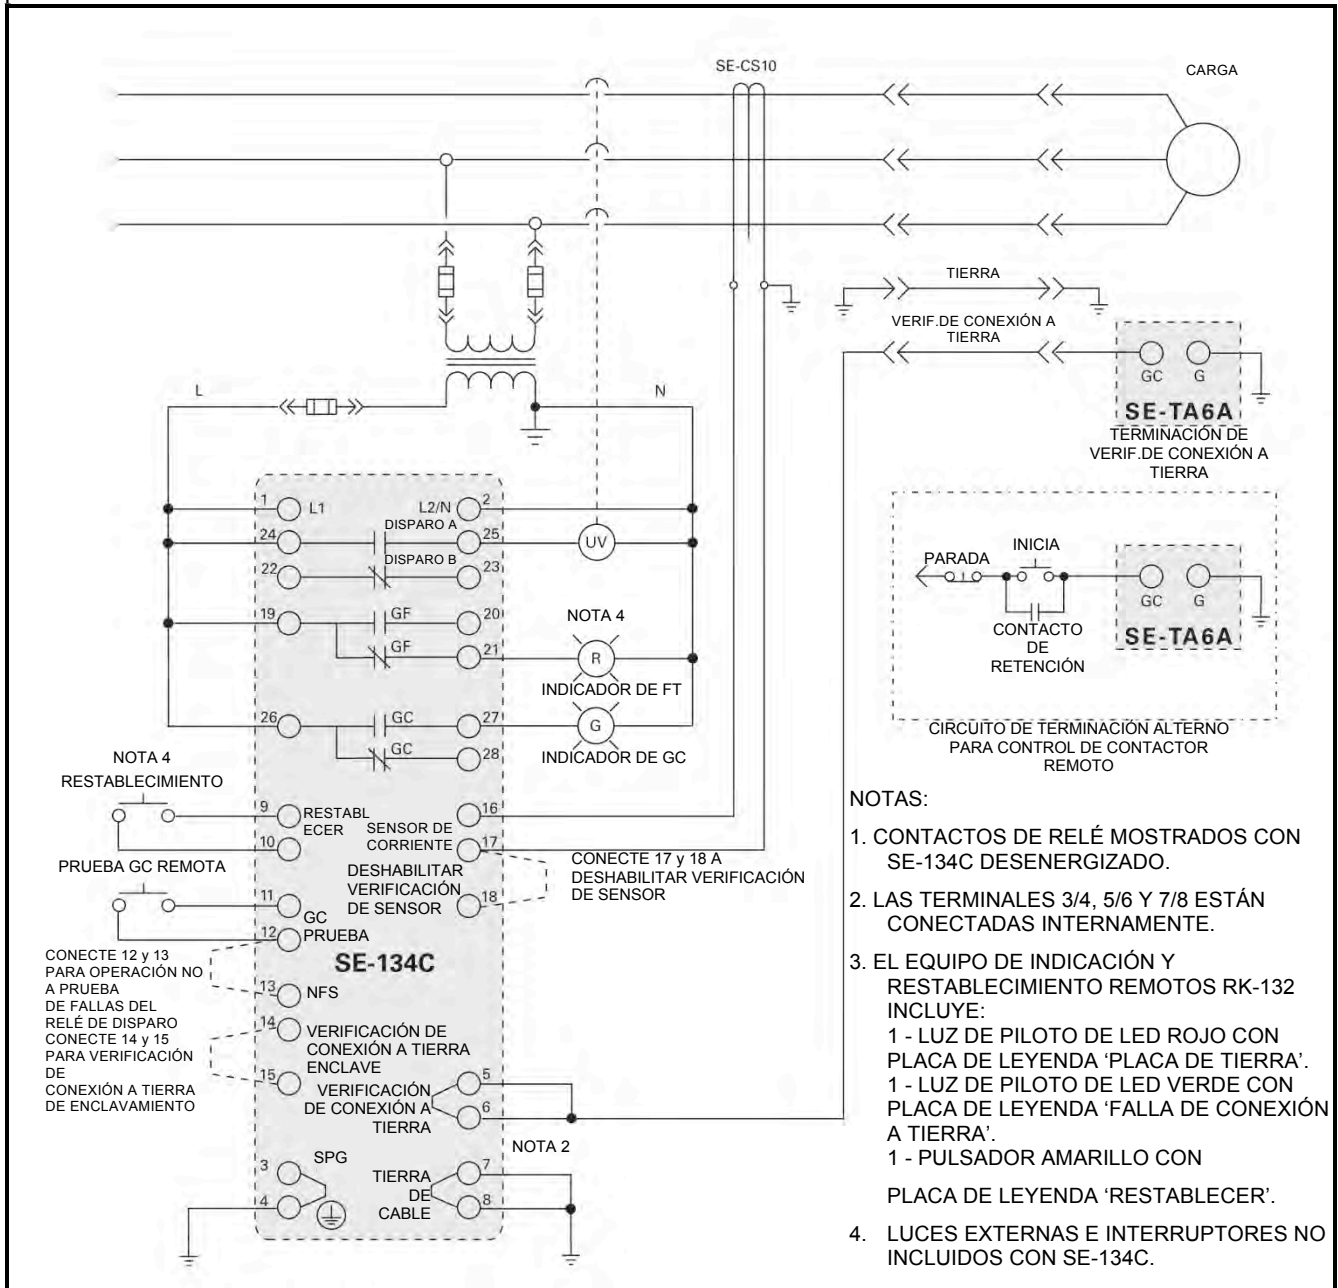 SE-CS10
CARGA
TIERRA
VERIF.DE CONEXIÓN A
TIERRA
GC
G
SE-TA6A
TERMINACIÓN DE
VERIF.DE CONEXIÓN A
TIERRA
L
N
1
L1
L2/N
2
DISPARO A
24
25
UV
DISPARO B
22
23
19
GF
20
GF
21
NOTA 4
R
INDICADOR DE FT
26
GC
27
G
GC
28
INDICADOR DE GC
PARADA
INICIA
CONTACTO
DE
RETENCIÓN
GC
G
SE-TA6A
CIRCUITO DE TERMINACIÓN ALTERNO
PARA CONTROL DE CONTACTOR
REMOTO
NOTA 4
RESTABLECIMIENTO
9
RESTABL
ECER
10
PRUEBA GC REMOTA
11
GC
12
PRUEBA
SENSOR DE
CORRIENTE
16
17
DESHABILITAR
VERIFICACIÓN
DE SENSOR
18
CONECTE 17 y 18 A
DESHABILITAR VERIFICACIÓN
DE SENSOR
SE-134C
CONECTE 12 y 13
PARA OPERACIÓN NO
A PRUEBA
DE FALLAS DEL
RELÉ DE DISPARO
CONECTE 14 y 15
PARA VERIFICACIÓN
DE
CONEXIÓN A TIERRA
DE ENCLAVAMIENTO
13
NFS
14
VERIFICACIÓN DE
CONEXIÓN A TIERRA
ENCLAVE
15
VERIFICACIÓN
DE CONEXIÓN A
TIERRA
5
6
NOTA 2
3
SPG
4
TIERRA
DE
CABLE
7
8
NOTAS:
1. CONTACTOS DE RELÉ MOSTRADOS CON
SE-134C DESENERGIZADO.
2. LAS TERMINALES 3/4, 5/6 Y 7/8 ESTÁN
CONECTADAS INTERNAMENTE.
3. EL EQUIPO DE INDICACIÓN Y
RESTABLECIMIENTO REMOTOS RK-132
INCLUYE:
1 - LUZ DE PILOTO DE LED ROJO CON
PLACA DE LEYENDA ‘PLACA DE TIERRA’.
1 - LUZ DE PILOTO DE LED VERDE CON
PLACA DE LEYENDA ‘FALLA DE CONEXIÓN
A TIERRA’.
1 - PULSADOR AMARILLO CON
PLACA DE LEYENDA ‘RESTABLECER’.
4. LUCES EXTERNAS E INTERRUPTORES NO
INCLUIDOS CON SE-134C.